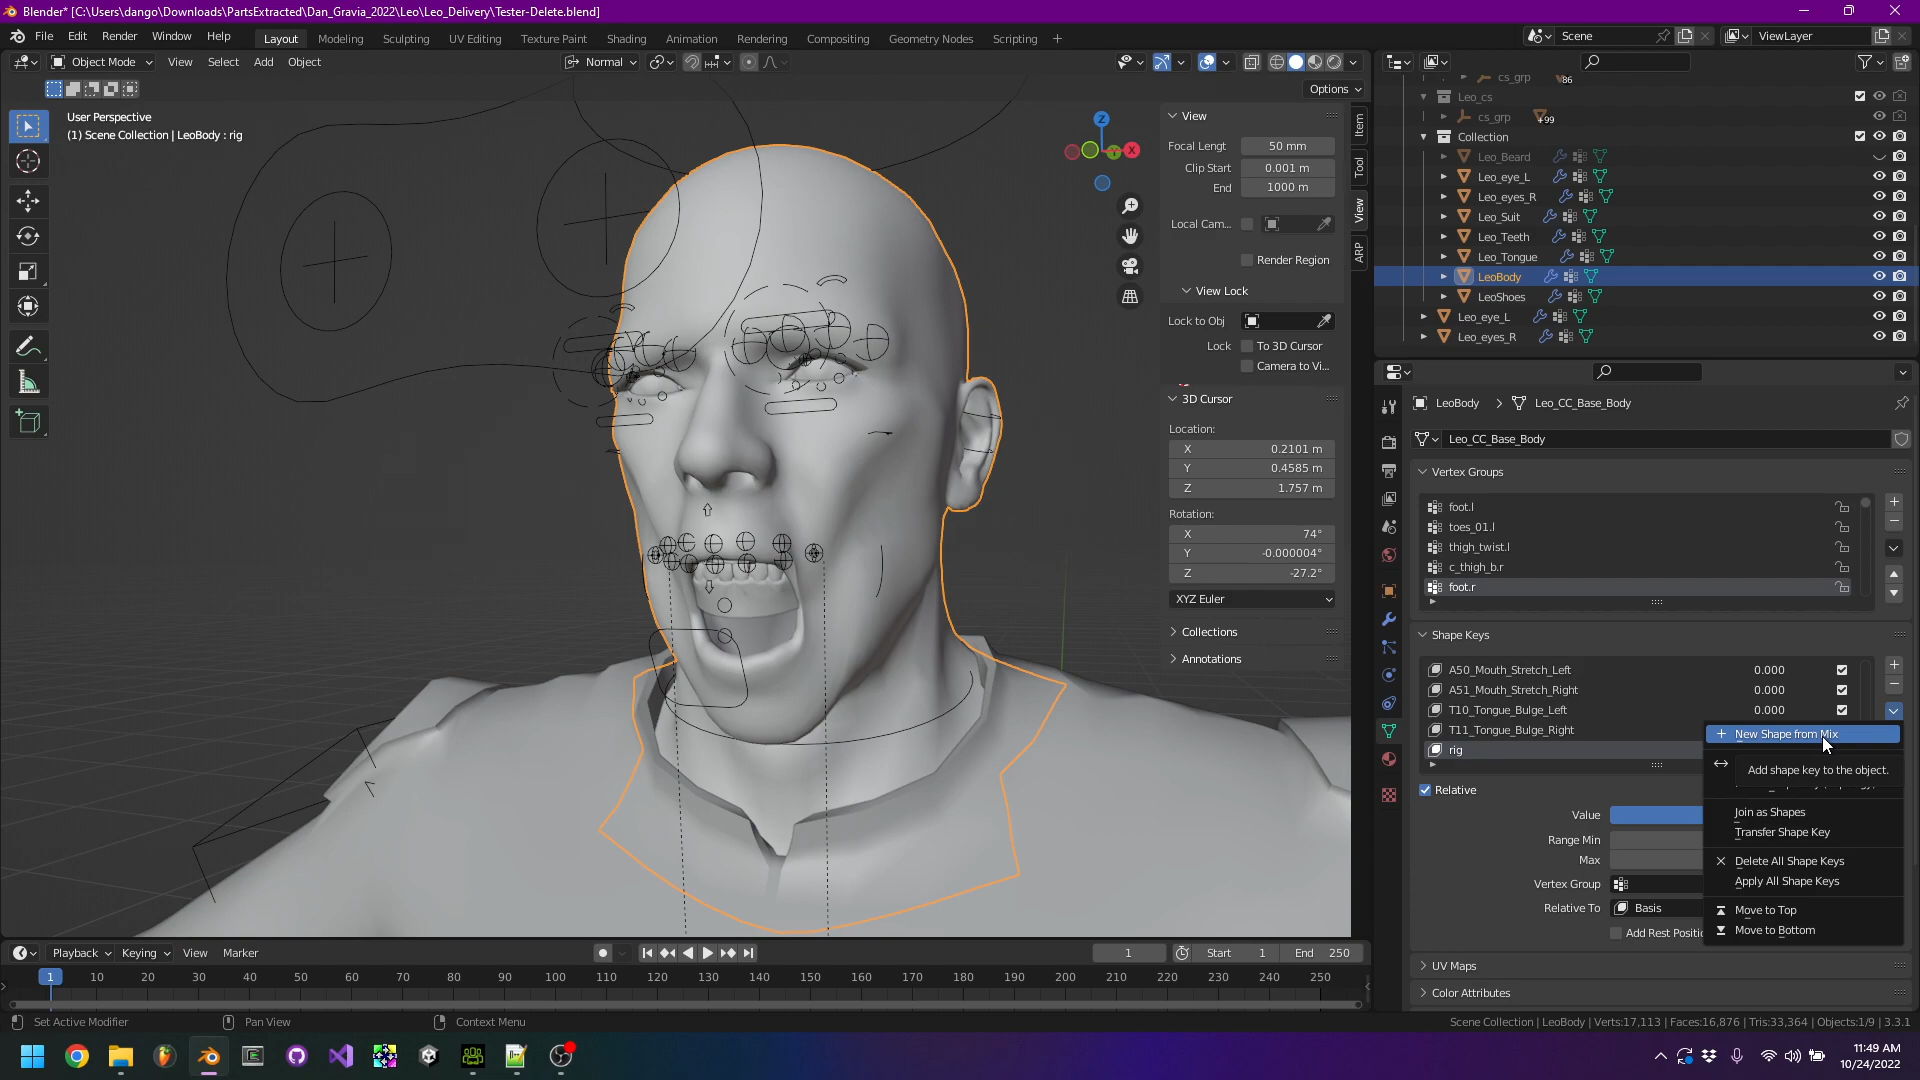 Blender* [C:\Users\dango\Downloads\PartsExtracted\Dan_Gravia_2022\Leo\Leo_Delivery\Tester-Delete.blend]
File Edit Render Window Help
Layout Modeling Sculpting UV Editing Texture Paint Shading Animation Rendering Compositing Geometry Nodes Scripting +
Scene
ViewLayer
Object Mode View Select Add Object
Normal
Options
User Perspective
(1) Scene Collection | LeoBody : rig
Z
X
Y
Item
Tool
View
ARP
View
Focal Lengt 50 mm
Clip Start 0.001 m
End 1000 m
Local Cam...
Render Region
View Lock
Lock to Obj
Lock To 3D Cursor
Camera to Vi...
3D Cursor
Location:
X 0.2101 m
Y 0.4585 m
Z 1.757 m
Rotation:
X 74°
Y -0.000004°
Z -27.2°
XYZ Euler
Collections
Annotations
cs_grp 86
Leo_cs
cs_grp +99
Collection
Leo_Beard
Leo_eye_L
Leo_eyes_R
Leo_Suit
Leo_Teeth
Leo_Tongue
LeoBody
LeoShoes
Leo_eye_L
Leo_eyes_R
LeoBody > Leo_CC_Base_Body
Leo_CC_Base_Body
Vertex Groups
foot.l
toes_01.l
thigh_twist.l
c_thigh_b.r
foot.r
Shape Keys
A50_Mouth_Stretch_Left 0.000
A51_Mouth_Stretch_Right 0.000
T10_Tongue_Bulge_Left 0.000
T11_Tongue_Bulge_Right
rig
New Shape from Mix
Add shape key to the object.
Join as Shapes
Transfer Shape Key
Delete All Shape Keys
Apply All Shape Keys
Move to Top
Move to Bottom
Relative
Value
Range Min
Max
Vertex Group
Relative To Basis
Add Rest Positio
UV Maps
Color Attributes
Playback Keying View Marker
1
Start 1
End 250
1 10 20 30 40 50 60 70 80 90 100 110 120 130 140 150 160 170 180 190 200 210 220 230 240 250
Set Active Modifier
Pan View
Context Menu
Scene Collection | LeoBody | Verts:17,113 | Faces:16,876 | Tris:33,364 | Objects:1/9 | 3.3.1
11:49 AM
10/24/2022